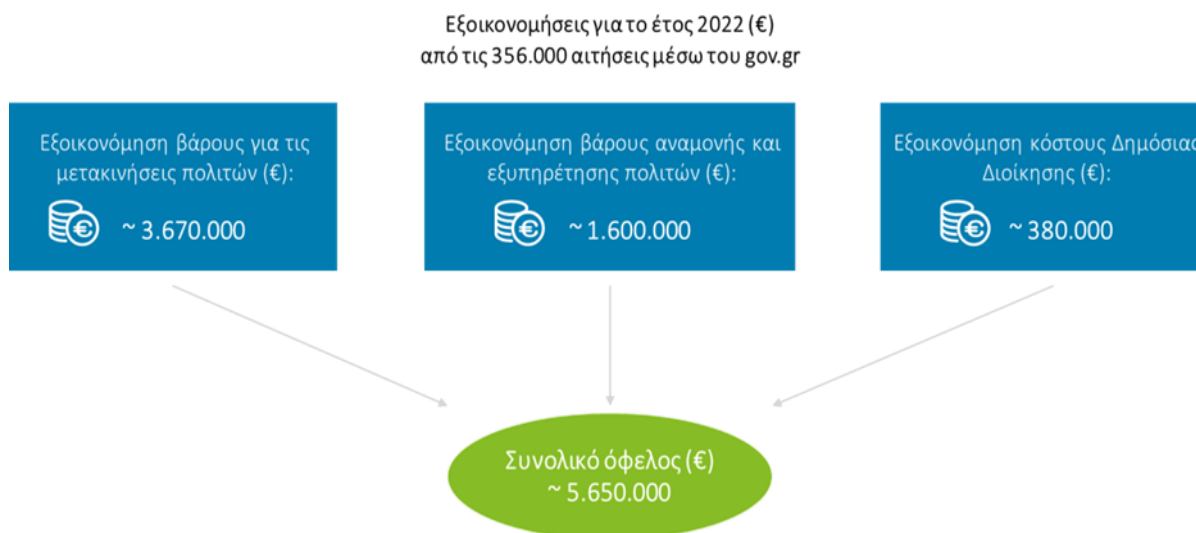 Εξοικονομήσεις για το έτος 2022 (€)
από τις 356.000 αιτήσεις μέσω του gov.gr
Εξοικονόμηση βάρους για τις
μετακινήσεις πολιτών (€):
~ 3.670.000
Εξοικονόμηση βάρους αναμονής και
εξυπηρέτησης πολιτών (€):
~ 1.600.000
Εξοικονόμηση κόστους Δημόσιας
Διοίκησης (€):
~ 380.000
Συνολικό όφελος (€)
~ 5.650.000